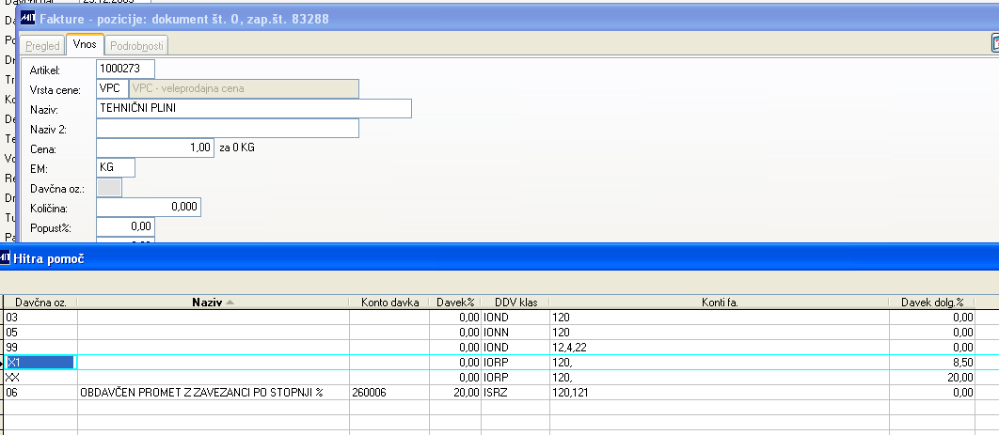 Fakture - pozicije: dokument št. 0, zap.št. 83288
Pregled Vnos Podrobnosti
Artikel: 1000273
Vrsta cene: VPC VPC - veleprodajna cena
Naziv: TEHNIČNI PLINI
Naziv 2:
Cena: 1,00 za 0 KG
EM: KG
Davčna oz.:
Količina: 0,000
Popust%: 0,00
Hitra pomoč
Davčna oz. Naziv Konto davka Davek% DDV klas Konti fa. Davek dolg.%
03 0,00 IOND 120 0,00
05 0,00 IONN 120 0,00
99 0,00 IOND 12,4,22 0,00
X1 0,00 IORP 120, 8,50
XX 0,00 IORP 120, 20,00
06 OBDAVČEN PROMET Z ZAVEZANCI PO STOPNJI % 260006 20,00 ISRZ 120,121 0,00